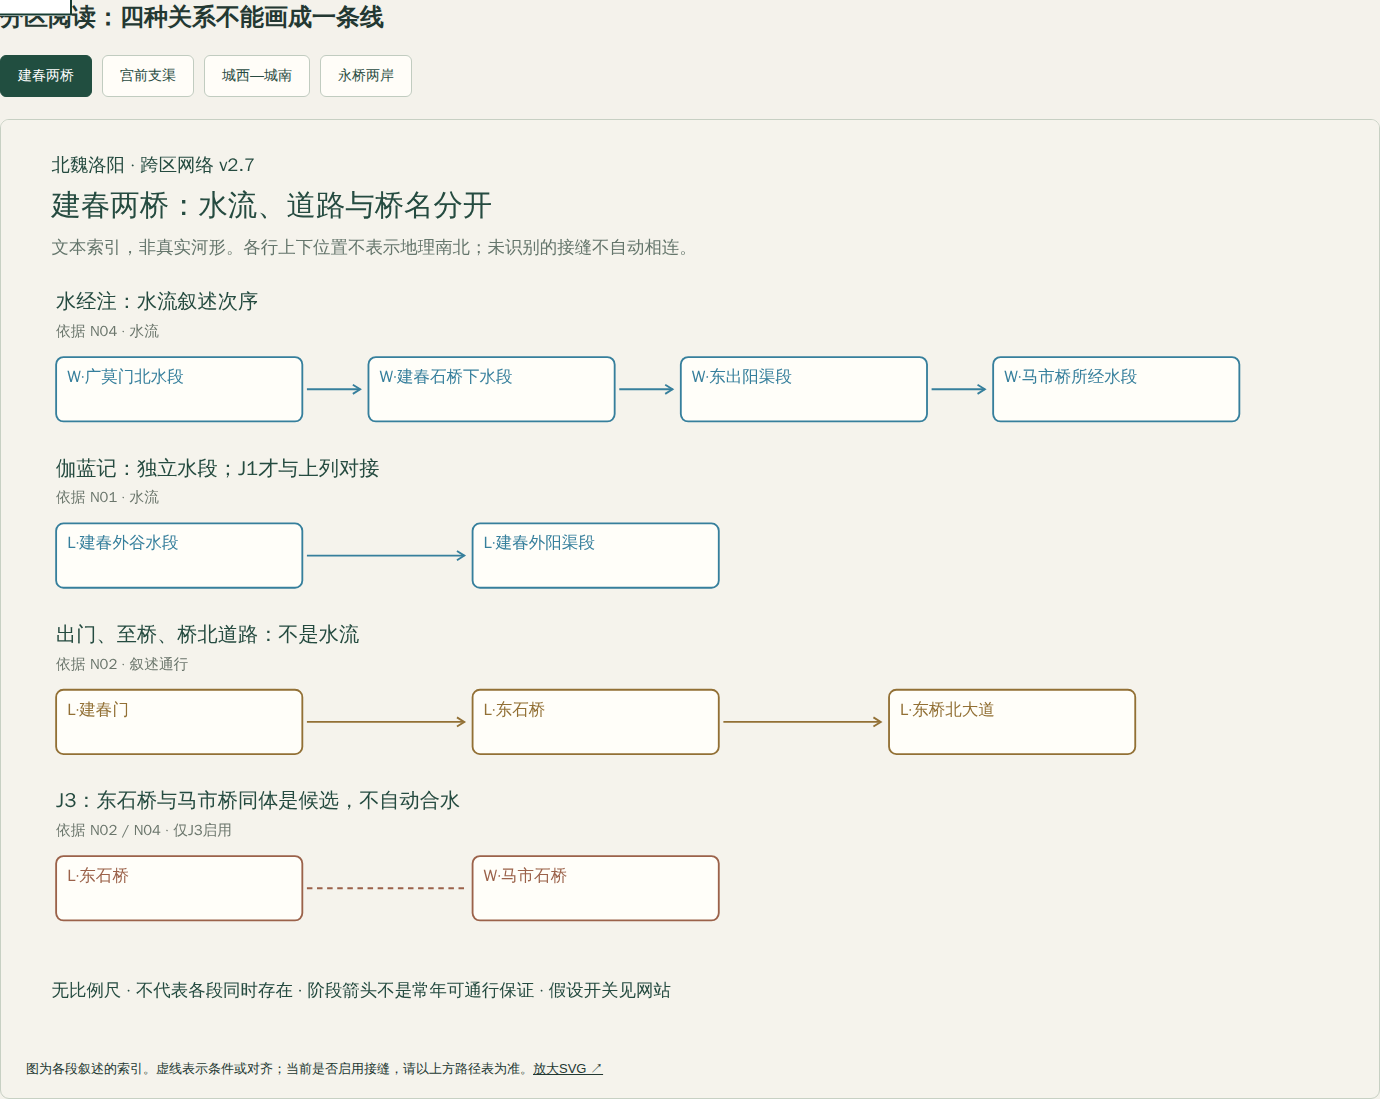 分区阅读：四种关系不能画成一条线
建春两桥
宫前支渠
城西—城南
永桥两岸
北魏洛阳 · 跨区网络 v2.7
建春两桥：水流、道路与桥名分开
文本索引，非真实河形。各行上下位置不表示地理南北；未识别的接缝不自动相连。
水经注：水流叙述次序
依据 N04 · 水流
W·广莫门北水段
W·建春石桥下水段
W·东出阳渠段
W·马市桥所经水段
伽蓝记：独立水段；J1才与上列对接
依据 N01 · 水流
L·建春外谷水段
L·建春外阳渠段
出门、至桥、桥北道路：不是水流
依据 N02 · 叙述通行
L·建春门
L·东石桥
L·东桥北大道
J3：东石桥与马市桥同体是候选，不自动合水
依据 N02 / N04 · 仅J3启用
L·东石桥
W·马市石桥
无比例尺 · 不代表各段同时存在 · 阶段箭头不是常年可通行保证 · 假设开关见网站
图为各段叙述的索引。虚线表示条件或对齐；当前是否启用接缝，请以上方路径表为准。放大SVG ↗